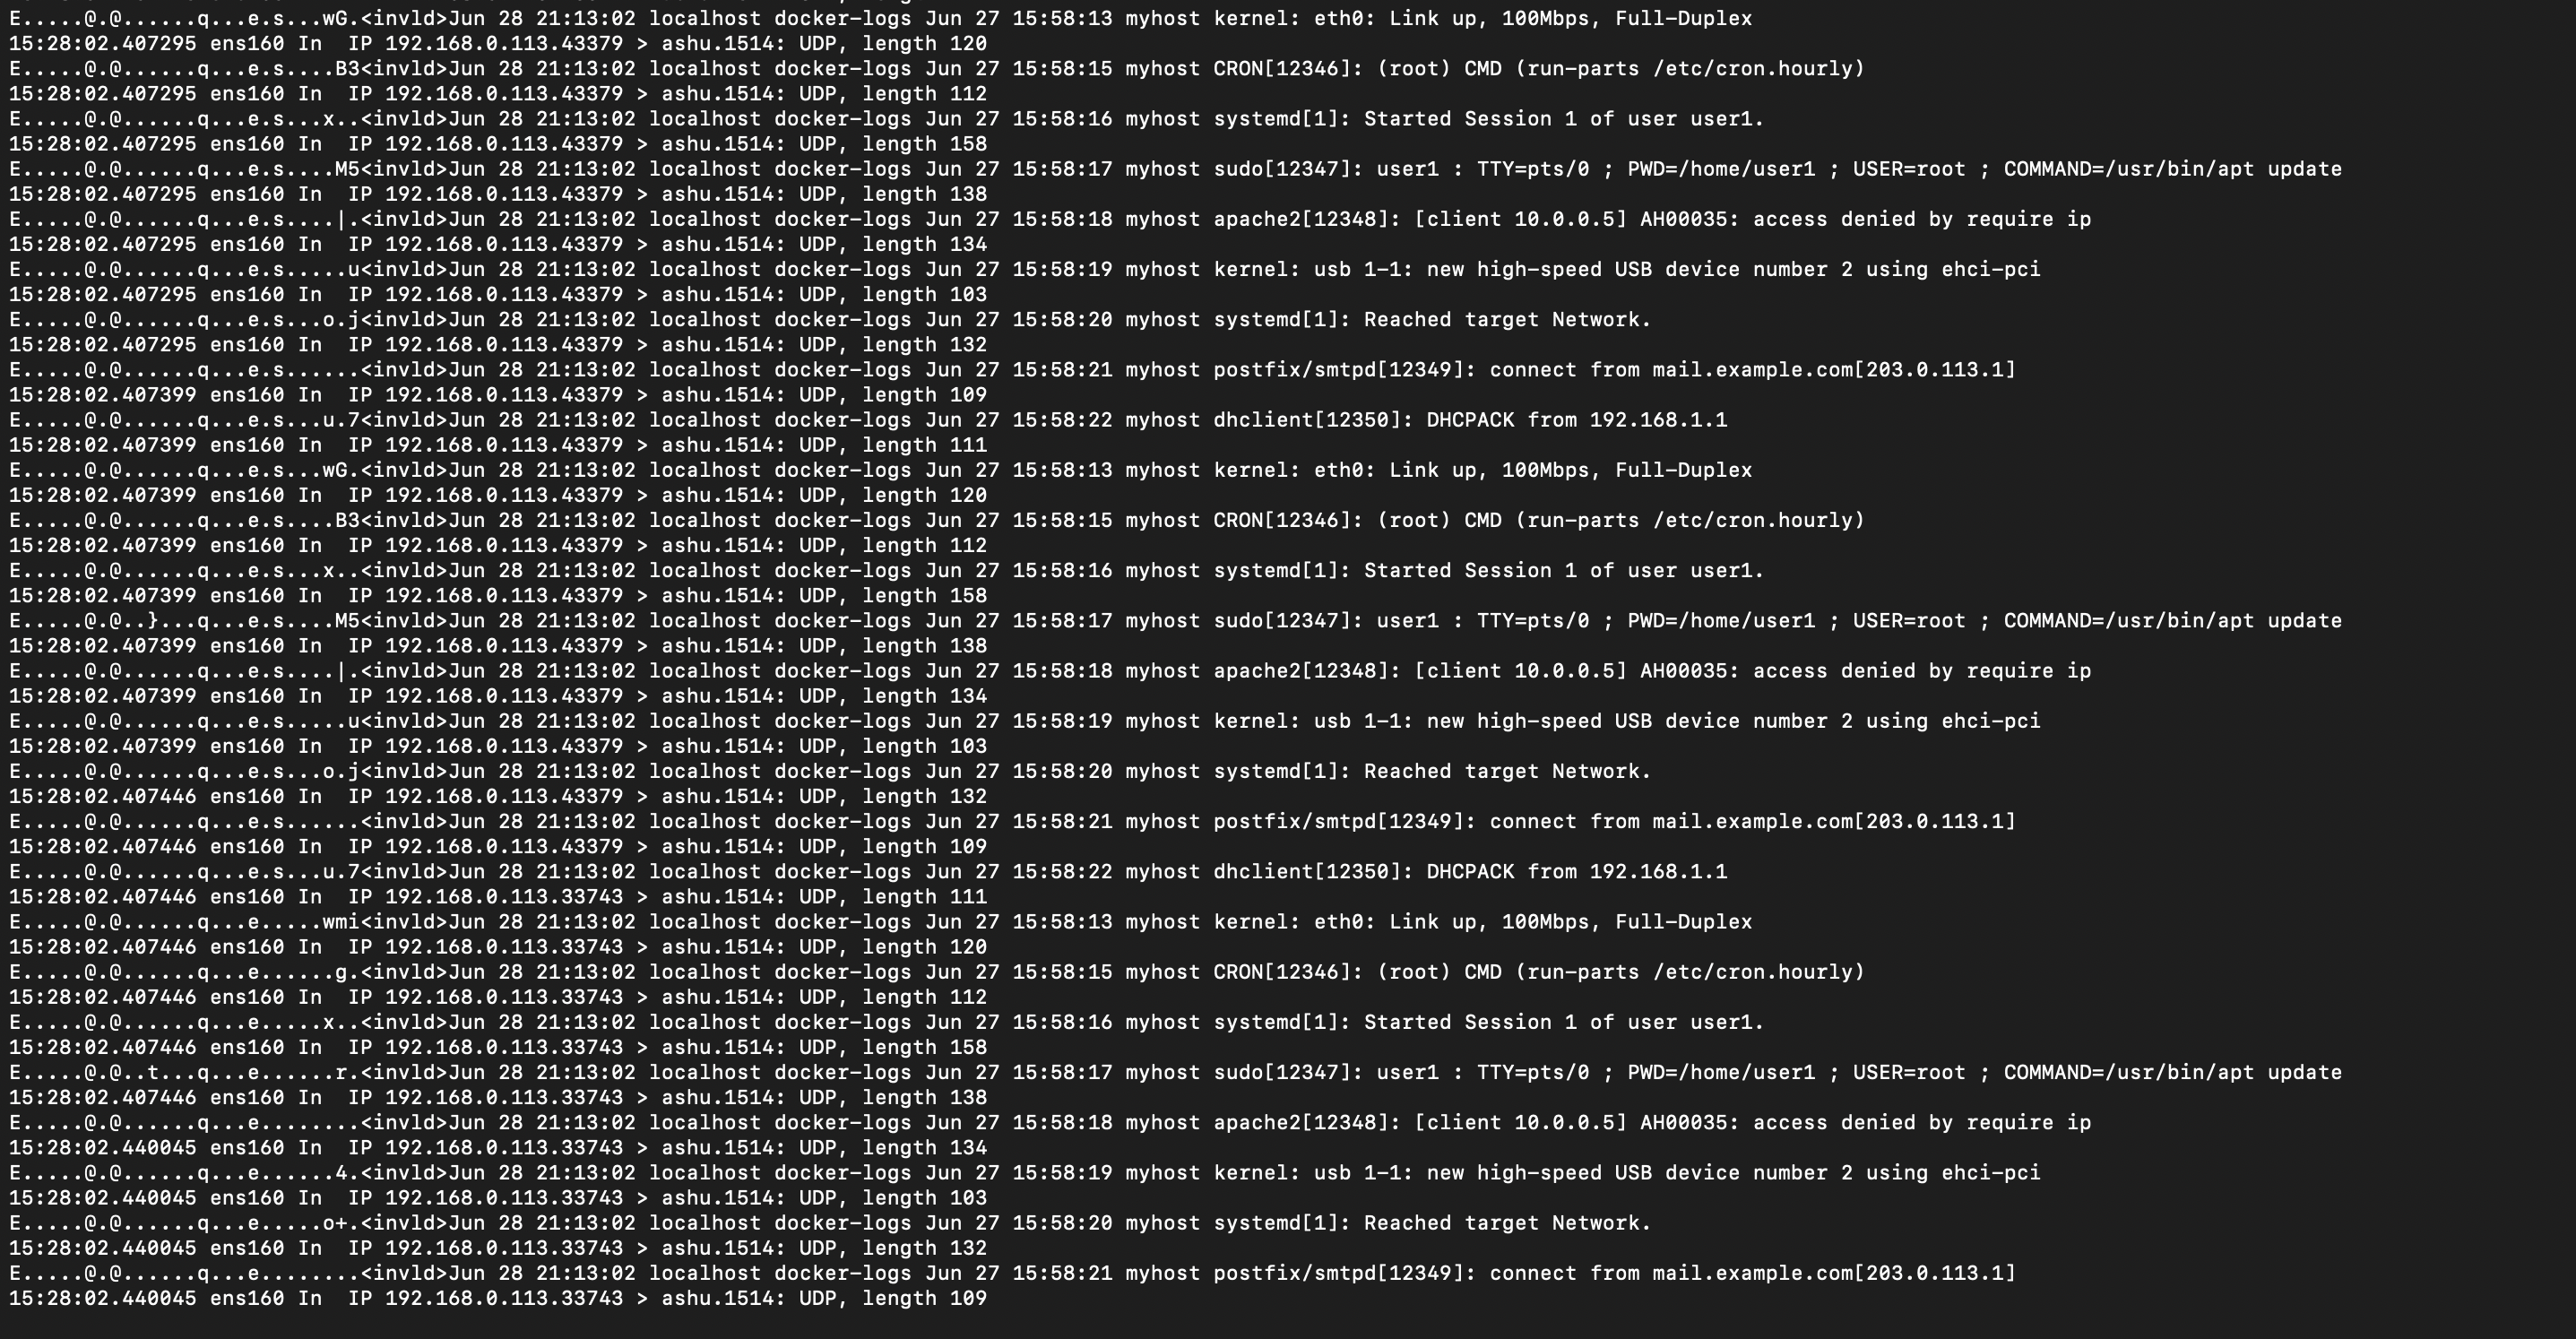 E.....@.@......q...e.s...wG.<invld>Jun 28 21:13:02 localhost docker-logs Jun 27 15:58:13 myhost kernel: eth0: Link up, 100Mbps, Full-Duplex
15:28:02.407295 ens160 In  IP 192.168.0.113.43379 > ashu.1514: UDP, length 120
E.....@.@......q...e.s....B3<invld>Jun 28 21:13:02 localhost docker-logs Jun 27 15:58:15 myhost CRON[12346]: (root) CMD (run-parts /etc/cron.hourly)
15:28:02.407295 ens160 In  IP 192.168.0.113.43379 > ashu.1514: UDP, length 112
E.....@.@......q...e.s...x..<invld>Jun 28 21:13:02 localhost docker-logs Jun 27 15:58:16 myhost systemd[1]: Started Session 1 of user user1.
15:28:02.407295 ens160 In  IP 192.168.0.113.43379 > ashu.1514: UDP, length 158
E.....@.@......q...e.s....M5<invld>Jun 28 21:13:02 localhost docker-logs Jun 27 15:58:17 myhost sudo[12347]: user1 : TTY=pts/0 ; PWD=/home/user1 ; USER=root ; COMMAND=/usr/bin/apt update
15:28:02.407295 ens160 In  IP 192.168.0.113.43379 > ashu.1514: UDP, length 138
E.....@.@......q...e.s....|.<invld>Jun 28 21:13:02 localhost docker-logs Jun 27 15:58:18 myhost apache2[12348]: [client 10.0.0.5] AH00035: access denied by require ip
15:28:02.407295 ens160 In  IP 192.168.0.113.43379 > ashu.1514: UDP, length 134
E.....@.@......q...e.s.....u<invld>Jun 28 21:13:02 localhost docker-logs Jun 27 15:58:19 myhost kernel: usb 1-1: new high-speed USB device number 2 using ehci-pci
15:28:02.407295 ens160 In  IP 192.168.0.113.43379 > ashu.1514: UDP, length 103
E.....@.@......q...e.s...o.j<invld>Jun 28 21:13:02 localhost docker-logs Jun 27 15:58:20 myhost systemd[1]: Reached target Network.
15:28:02.407295 ens160 In  IP 192.168.0.113.43379 > ashu.1514: UDP, length 132
E.....@.@......q...e.s......<invld>Jun 28 21:13:02 localhost docker-logs Jun 27 15:58:21 myhost postfix/smtpd[12349]: connect from mail.example.com[203.0.113.1]
15:28:02.407399 ens160 In  IP 192.168.0.113.43379 > ashu.1514: UDP, length 109
E.....@.@......q...e.s...u.7<invld>Jun 28 21:13:02 localhost docker-logs Jun 27 15:58:22 myhost dhclient[12350]: DHCPACK from 192.168.1.1
15:28:02.407399 ens160 In  IP 192.168.0.113.43379 > ashu.1514: UDP, length 111
E.....@.@......q...e.s...wG.<invld>Jun 28 21:13:02 localhost docker-logs Jun 27 15:58:13 myhost kernel: eth0: Link up, 100Mbps, Full-Duplex
15:28:02.407399 ens160 In  IP 192.168.0.113.43379 > ashu.1514: UDP, length 120
E.....@.@......q...e.s....B3<invld>Jun 28 21:13:02 localhost docker-logs Jun 27 15:58:15 myhost CRON[12346]: (root) CMD (run-parts /etc/cron.hourly)
15:28:02.407399 ens160 In  IP 192.168.0.113.43379 > ashu.1514: UDP, length 112
E.....@.@......q...e.s...x..<invld>Jun 28 21:13:02 localhost docker-logs Jun 27 15:58:16 myhost systemd[1]: Started Session 1 of user user1.
15:28:02.407399 ens160 In  IP 192.168.0.113.43379 > ashu.1514: UDP, length 158
E.....@.@..}...q...e.s....M5<invld>Jun 28 21:13:02 localhost docker-logs Jun 27 15:58:17 myhost sudo[12347]: user1 : TTY=pts/0 ; PWD=/home/user1 ; USER=root ; COMMAND=/usr/bin/apt update
15:28:02.407399 ens160 In  IP 192.168.0.113.43379 > ashu.1514: UDP, length 138
E.....@.@......q...e.s....|.<invld>Jun 28 21:13:02 localhost docker-logs Jun 27 15:58:18 myhost apache2[12348]: [client 10.0.0.5] AH00035: access denied by require ip
15:28:02.407399 ens160 In  IP 192.168.0.113.43379 > ashu.1514: UDP, length 134
E.....@.@......q...e.s.....u<invld>Jun 28 21:13:02 localhost docker-logs Jun 27 15:58:19 myhost kernel: usb 1-1: new high-speed USB device number 2 using ehci-pci
15:28:02.407399 ens160 In  IP 192.168.0.113.43379 > ashu.1514: UDP, length 103
E.....@.@......q...e.s...o.j<invld>Jun 28 21:13:02 localhost docker-logs Jun 27 15:58:20 myhost systemd[1]: Reached target Network.
15:28:02.407446 ens160 In  IP 192.168.0.113.43379 > ashu.1514: UDP, length 132
E.....@.@......q...e.s......<invld>Jun 28 21:13:02 localhost docker-logs Jun 27 15:58:21 myhost postfix/smtpd[12349]: connect from mail.example.com[203.0.113.1]
15:28:02.407446 ens160 In  IP 192.168.0.113.43379 > ashu.1514: UDP, length 109
E.....@.@......q...e.s...u.7<invld>Jun 28 21:13:02 localhost docker-logs Jun 27 15:58:22 myhost dhclient[12350]: DHCPACK from 192.168.1.1
15:28:02.407446 ens160 In  IP 192.168.0.113.33743 > ashu.1514: UDP, length 111
E.....@.@......q...e.....wmi<invld>Jun 28 21:13:02 localhost docker-logs Jun 27 15:58:13 myhost kernel: eth0: Link up, 100Mbps, Full-Duplex
15:28:02.407446 ens160 In  IP 192.168.0.113.33743 > ashu.1514: UDP, length 120
E.....@.@......q...e......g.<invld>Jun 28 21:13:02 localhost docker-logs Jun 27 15:58:15 myhost CRON[12346]: (root) CMD (run-parts /etc/cron.hourly)
15:28:02.407446 ens160 In  IP 192.168.0.113.33743 > ashu.1514: UDP, length 112
E.....@.@......q...e.....x..<invld>Jun 28 21:13:02 localhost docker-logs Jun 27 15:58:16 myhost systemd[1]: Started Session 1 of user user1.
15:28:02.407446 ens160 In  IP 192.168.0.113.33743 > ashu.1514: UDP, length 158
E.....@.@..t...q...e......r.<invld>Jun 28 21:13:02 localhost docker-logs Jun 27 15:58:17 myhost sudo[12347]: user1 : TTY=pts/0 ; PWD=/home/user1 ; USER=root ; COMMAND=/usr/bin/apt update
15:28:02.407446 ens160 In  IP 192.168.0.113.33743 > ashu.1514: UDP, length 138
E.....@.@......q...e........<invld>Jun 28 21:13:02 localhost docker-logs Jun 27 15:58:18 myhost apache2[12348]: [client 10.0.0.5] AH00035: access denied by require ip
15:28:02.440045 ens160 In  IP 192.168.0.113.33743 > ashu.1514: UDP, length 134
E.....@.@......q...e......4.<invld>Jun 28 21:13:02 localhost docker-logs Jun 27 15:58:19 myhost kernel: usb 1-1: new high-speed USB device number 2 using ehci-pci
15:28:02.440045 ens160 In  IP 192.168.0.113.33743 > ashu.1514: UDP, length 103
E.....@.@......q...e.....o+.<invld>Jun 28 21:13:02 localhost docker-logs Jun 27 15:58:20 myhost systemd[1]: Reached target Network.
15:28:02.440045 ens160 In  IP 192.168.0.113.33743 > ashu.1514: UDP, length 132
E.....@.@......q...e........<invld>Jun 28 21:13:02 localhost docker-logs Jun 27 15:58:21 myhost postfix/smtpd[12349]: connect from mail.example.com[203.0.113.1]
15:28:02.440045 ens160 In  IP 192.168.0.113.33743 > ashu.1514: UDP, length 109